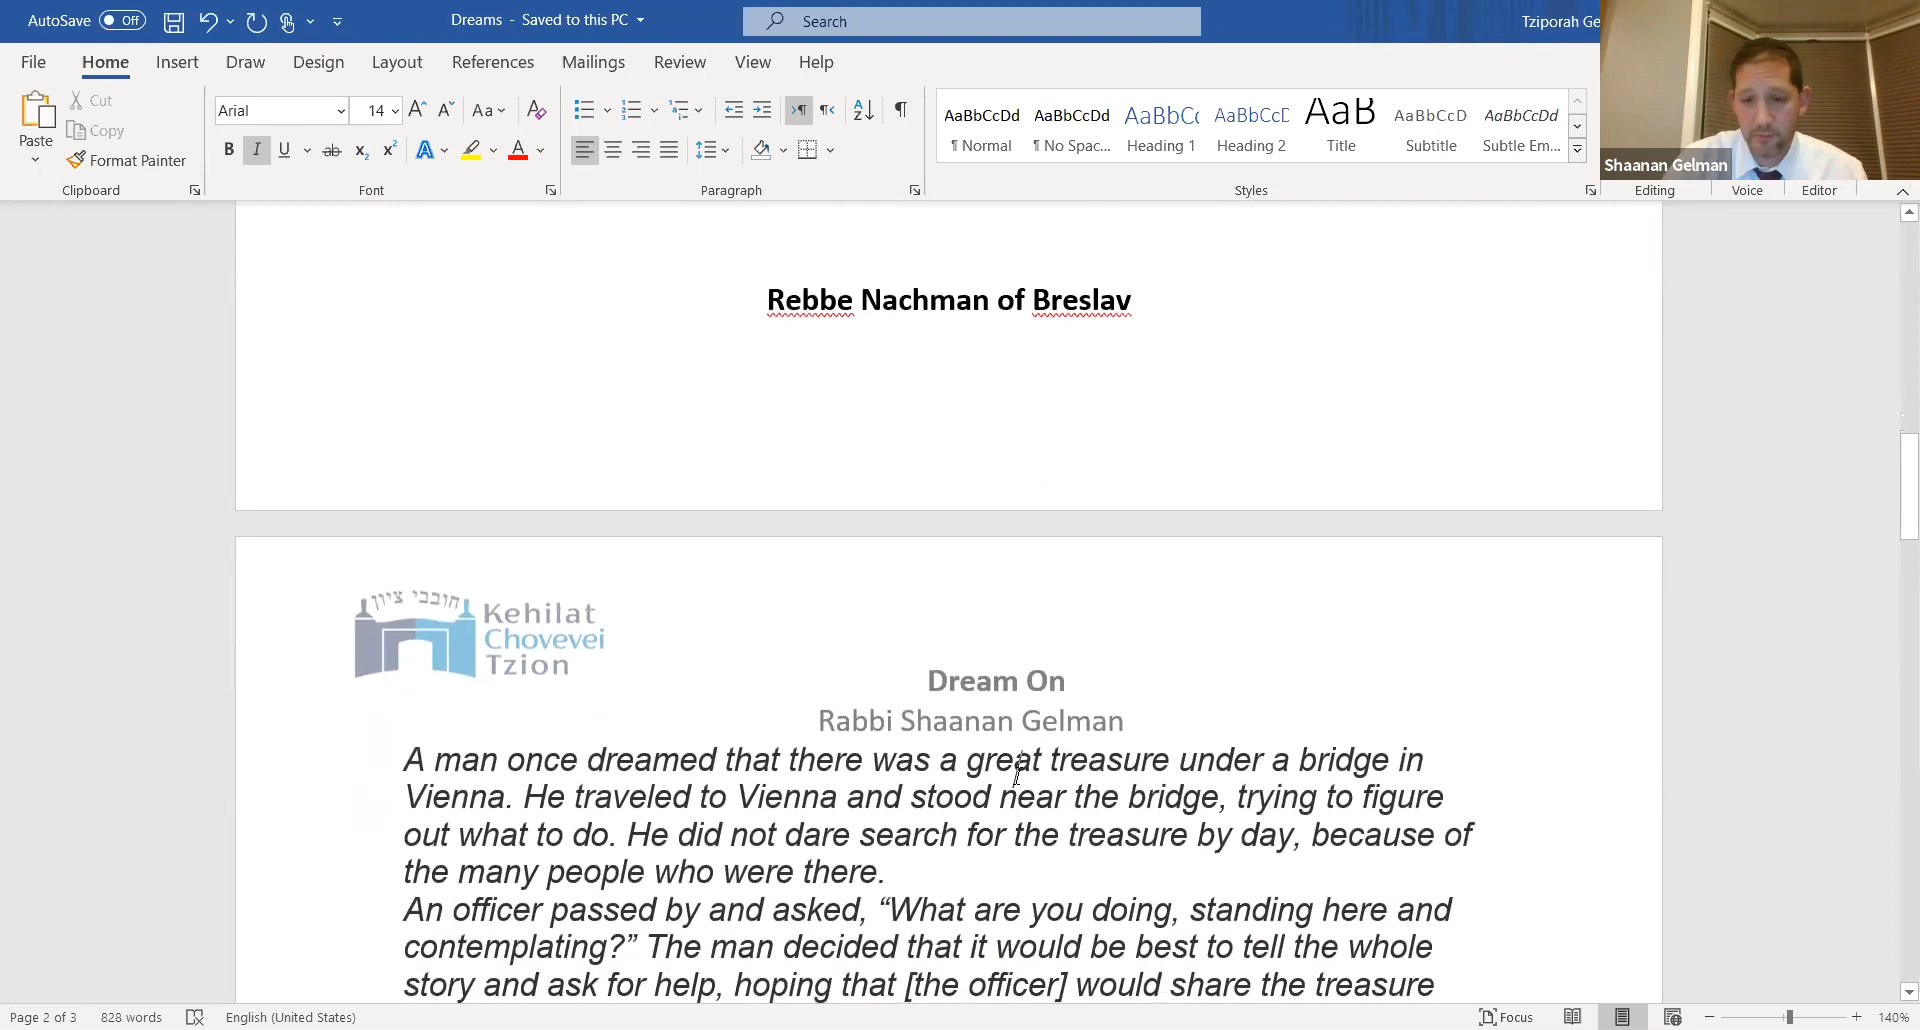 AutoSave Off Dreams - Saved to this PC Search Tziporah Ge
File Home Insert Draw Design Layout References Mailings Review View Help
Paste Cut Copy Format Painter
Arial 14
AaBbCcDd AaBbCcDd AaBbCc AaBbCcD AaB AaBbCcD AaBbCcDd
¶ Normal ¶ No Spac... Heading 1 Heading 2 Title Subtitle Subtle Em...
Clipboard Font Paragraph Styles Editing Voice Editor
Shaanan Gelman
Rebbe Nachman of Breslav
חובבי ציון
Kehilat
Chovevei
Tzion
Dream On
Rabbi Shaanan Gelman
A man once dreamed that there was a great treasure under a bridge in
Vienna. He traveled to Vienna and stood near the bridge, trying to figure
out what to do. He did not dare search for the treasure by day, because of
the many people who were there.
An officer passed by and asked, “What are you doing, standing here and
contemplating?” The man decided that it would be best to tell the whole
story and ask for help, hoping that [the officer] would share the treasure
Page 2 of 3 828 words English (United States) Focus 140%